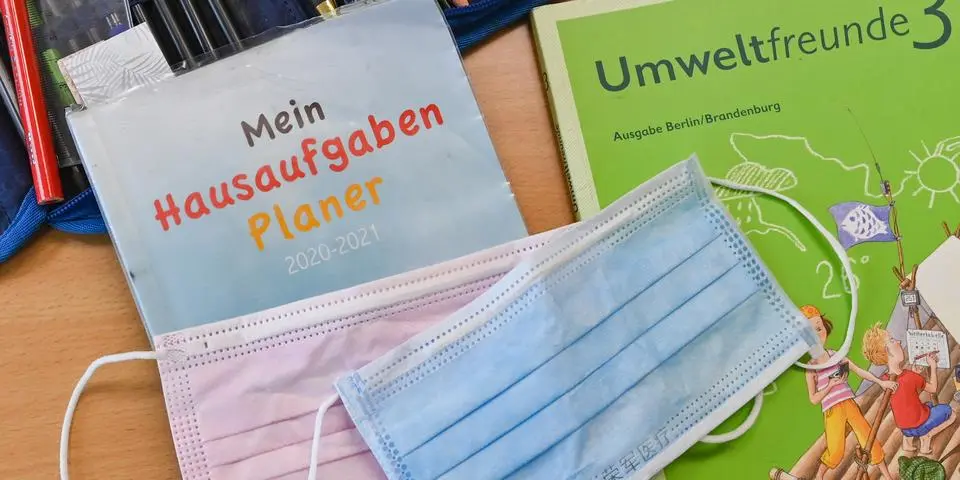 Mein
Hausaufgaben
Planer
2020-2021
Umweltfreunde 3
Ausgabe Berlin/Brandenburg